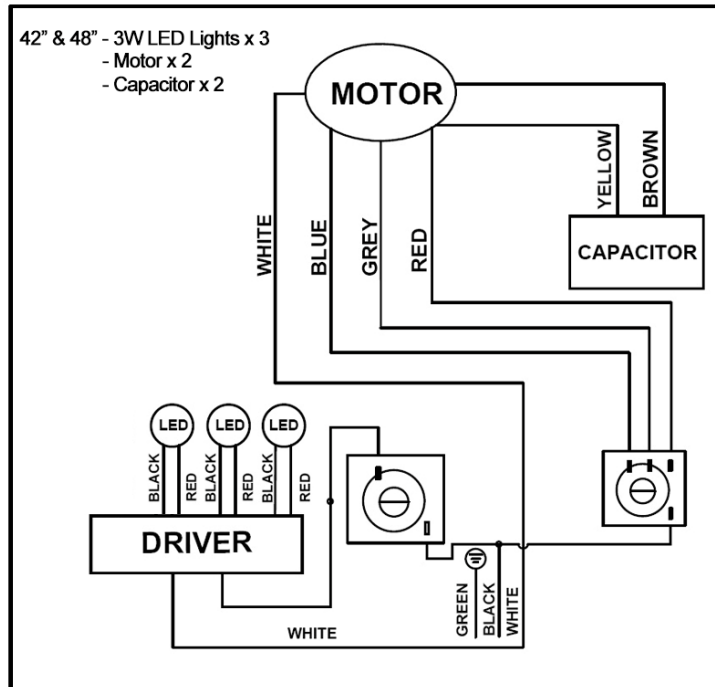 42” & 48” - 3W LED Lights x 3
- Motor x 2
- Capacitor x 2
MOTOR
YELLOW
BROWN
WHITE
BLUE
GREY
RED
CAPACITOR
LED
LED
LED
BLACK
RED
BLACK
RED
BLACK
RED
DRIVER
GREEN
BLACK
WHITE
WHITE